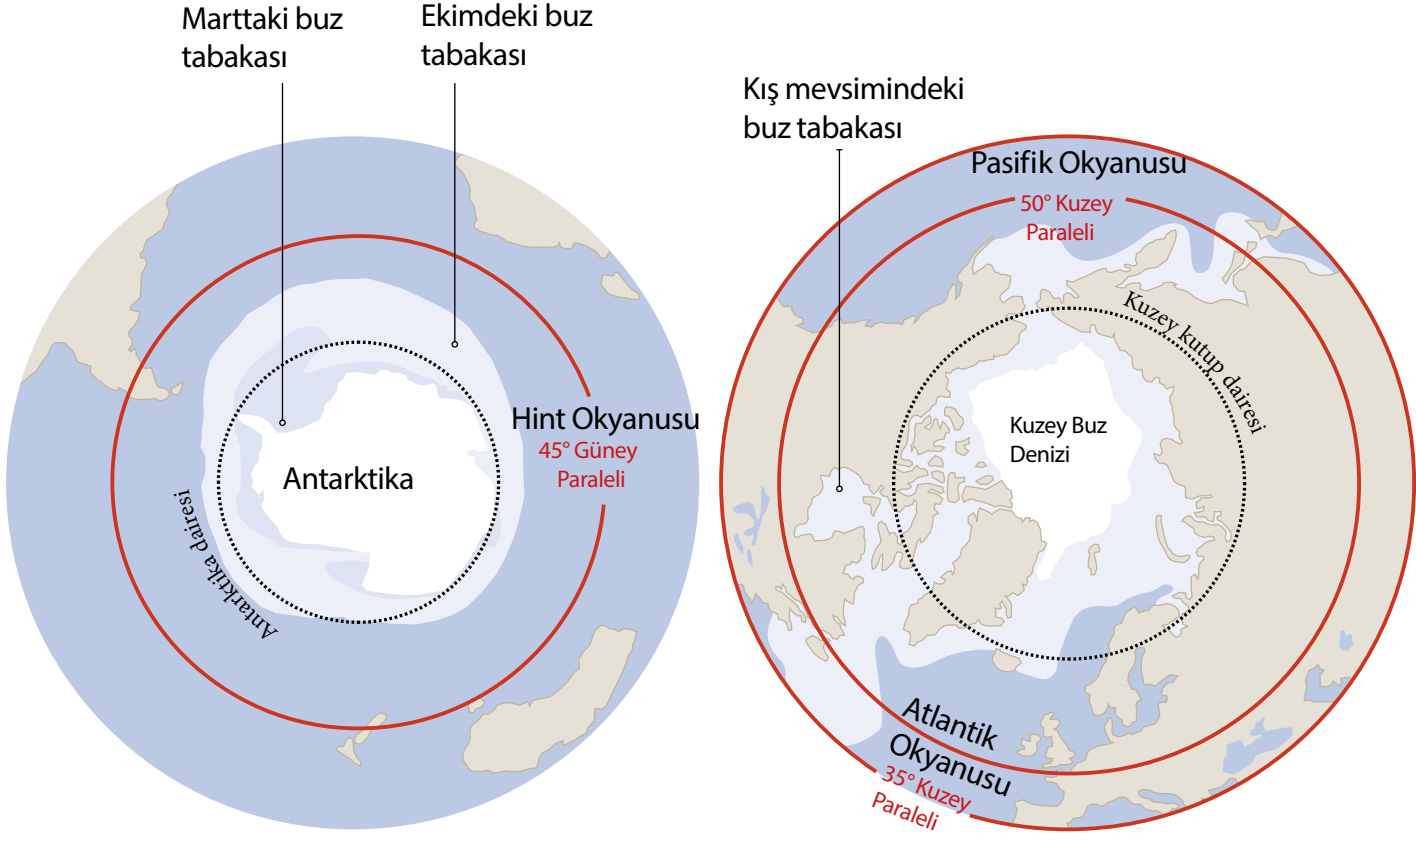 Marttaki buz
tabakası
Ekimdeki buz
tabakası
Hint Okyanusu
45° Güney
Paraleli
Antarktika
Antarktika dairesi
Kış mevsimindeki
buz tabakası
Pasifik Okyanusu
50° Kuzey
Paraleli
Kuzey kutup dairesi
Kuzey Buz
Denizi
Atlantik
Okyanusu
35° Kuzey
Paraleli